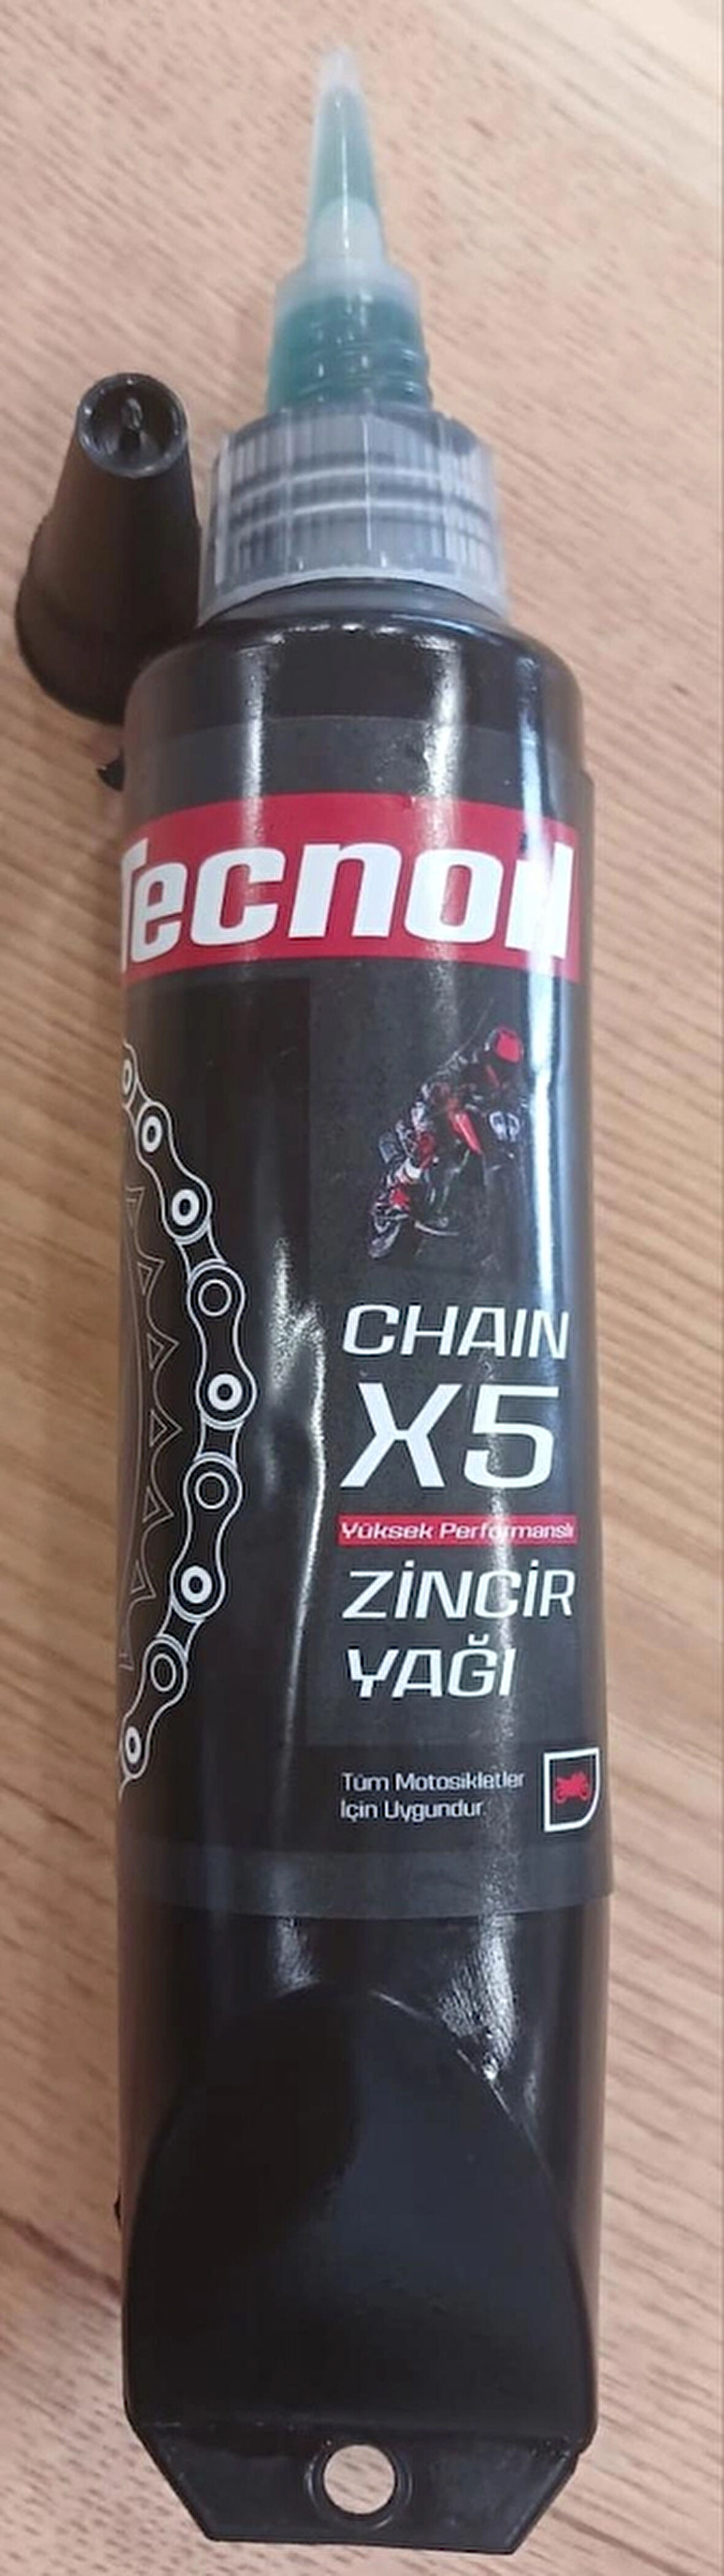 Tecnoil
CHAIN
X5
Yüksek Performanslı
ZİNCİR
YAĞI
Tüm Motosikletler
İçin Uygundur.